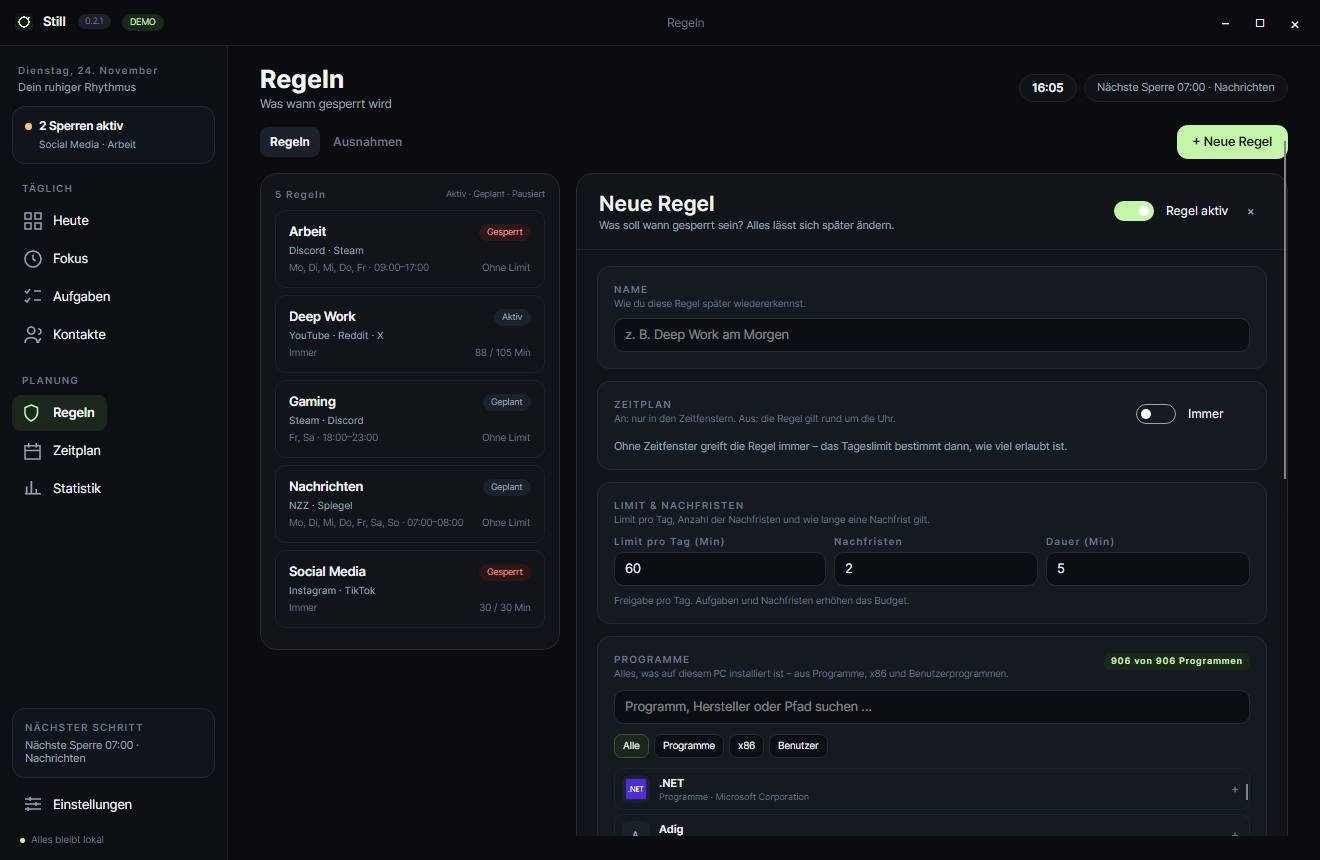 Still 0.2.1 DEMO
Regeln
Dienstag, 24. November
Dein ruhiger Rhythmus
2 Sperren aktiv
Social Media · Arbeit
TÄGLICH
Heute
Fokus
Aufgaben
Kontakte
PLANUNG
Regeln
Zeitplan
Statistik
NÄCHSTER SCHRITT
Nächste Sperre 07:00 ·
Nachrichten
Einstellungen
Alles bleibt lokal
Regeln
Was wann gesperrt wird
16:05
Nächste Sperre 07:00 · Nachrichten
Regeln
Ausnahmen
+ Neue Regel
5 Regeln
Aktiv · Geplant · Pausiert
Arbeit
Gesperrt
Discord · Steam
Mo, Di, Mi, Do, Fr · 09:00–17:00
Ohne Limit
Deep Work
Aktiv
YouTube · Reddit · X
Immer
88 / 105 Min
Gaming
Geplant
Steam · Discord
Fr, Sa · 18:00–23:00
Ohne Limit
Nachrichten
Geplant
NZZ · Spiegel
Mo, Di, Mi, Do, Fr, Sa, So · 07:00–08:00
Ohne Limit
Social Media
Gesperrt
Instagram · TikTok
Immer
30 / 30 Min
Neue Regel
Was soll wann gesperrt sein? Alles lässt sich später ändern.
Regel aktiv
NAME
Wie du diese Regel später wiedererkennst.
z. B. Deep Work am Morgen
ZEITPLAN
An: nur in den Zeitfenstern. Aus: die Regel gilt rund um die Uhr.
Immer
Ohne Zeitfenster greift die Regel immer – das Tageslimit bestimmt dann, wie viel erlaubt ist.
LIMIT & NACHFRISTEN
Limit pro Tag, Anzahl der Nachfristen und wie lange eine Nachfrist gilt.
Limit pro Tag (Min)
Nachfristen
Dauer (Min)
60
2
5
Freigabe pro Tag. Aufgaben und Nachfristen erhöhen das Budget.
PROGRAMME
906 von 906 Programmen
Alles, was auf diesem PC installiert ist – aus Programme, x86 und Benutzerprogrammen.
Programm, Hersteller oder Pfad suchen ...
Alle
Programme
x86
Benutzer
.NET
.NET
Programme · Microsoft Corporation
+
A
Adig
+